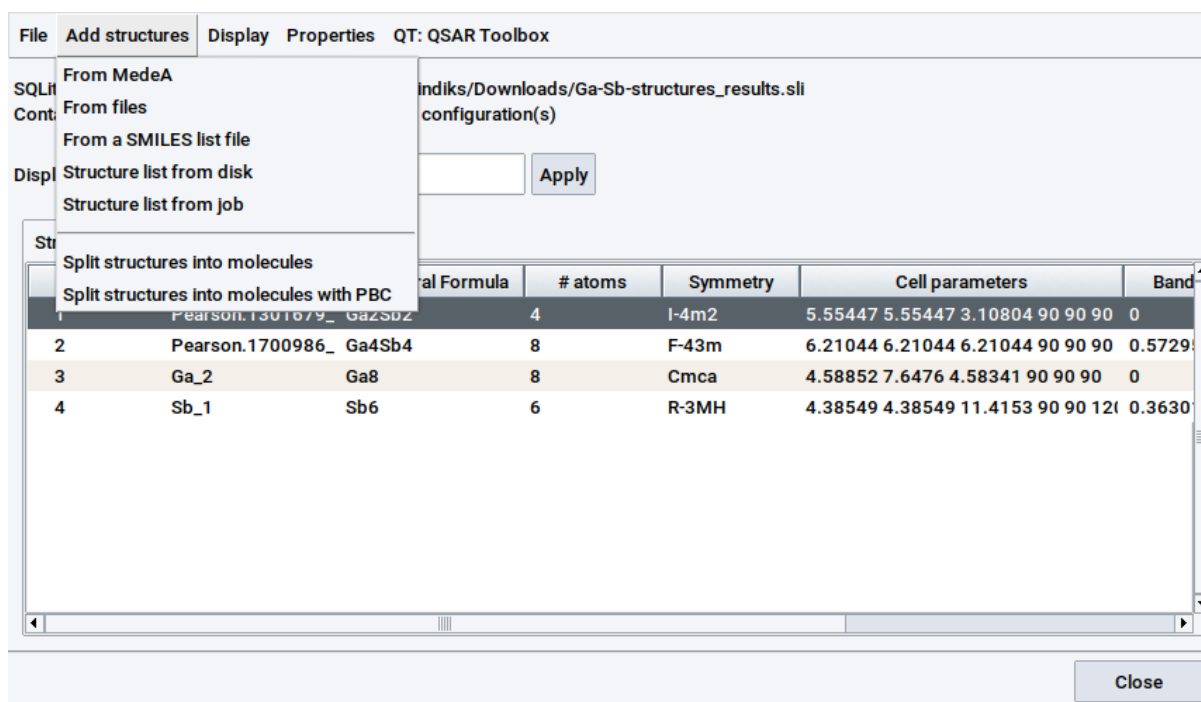 File Add structures Display Properties QT: QSAR Toolbox
From MedeA
From files
From a SMILES list file
Structure list from disk
Structure list from job
Split structures into molecules
Split structures into molecules with PBC
SQLit indiks/Downloads/Ga-Sb-structures_results.sli
Conta configuration(s)
Displ Apply
Str
al Formula # atoms Symmetry Cell parameters Band
1 Pearson.1301679_ Ga2Sb2 4 I-4m2 5.55447 5.55447 3.10804 90 90 90 0
2 Pearson.1700986_ Ga4Sb4 8 F-43m 6.21044 6.21044 6.21044 90 90 90 0.5729
3 Ga_2 Ga8 8 Cmca 4.58852 7.6476 4.58341 90 90 90 0
4 Sb_1 Sb6 6 R-3MH 4.38549 4.38549 11.4153 90 90 12 0.3630
Close